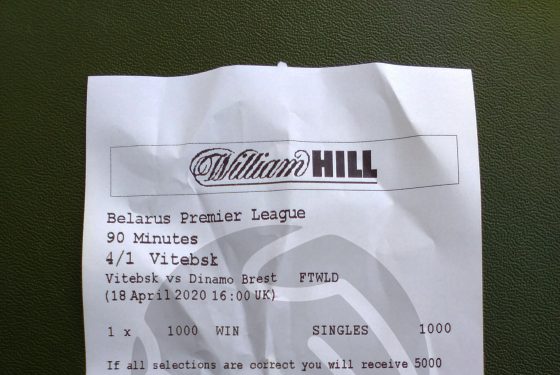 William HILL
Belarus Premier League
90 Minutes
4/1 Vitebsk
Vitebsk vs Dinamo Brest FTWLD
(18 April 2020 16:00 UK)
1 x 1000 WIN SINGLES 1000
If all selections are correct you will receive 5000